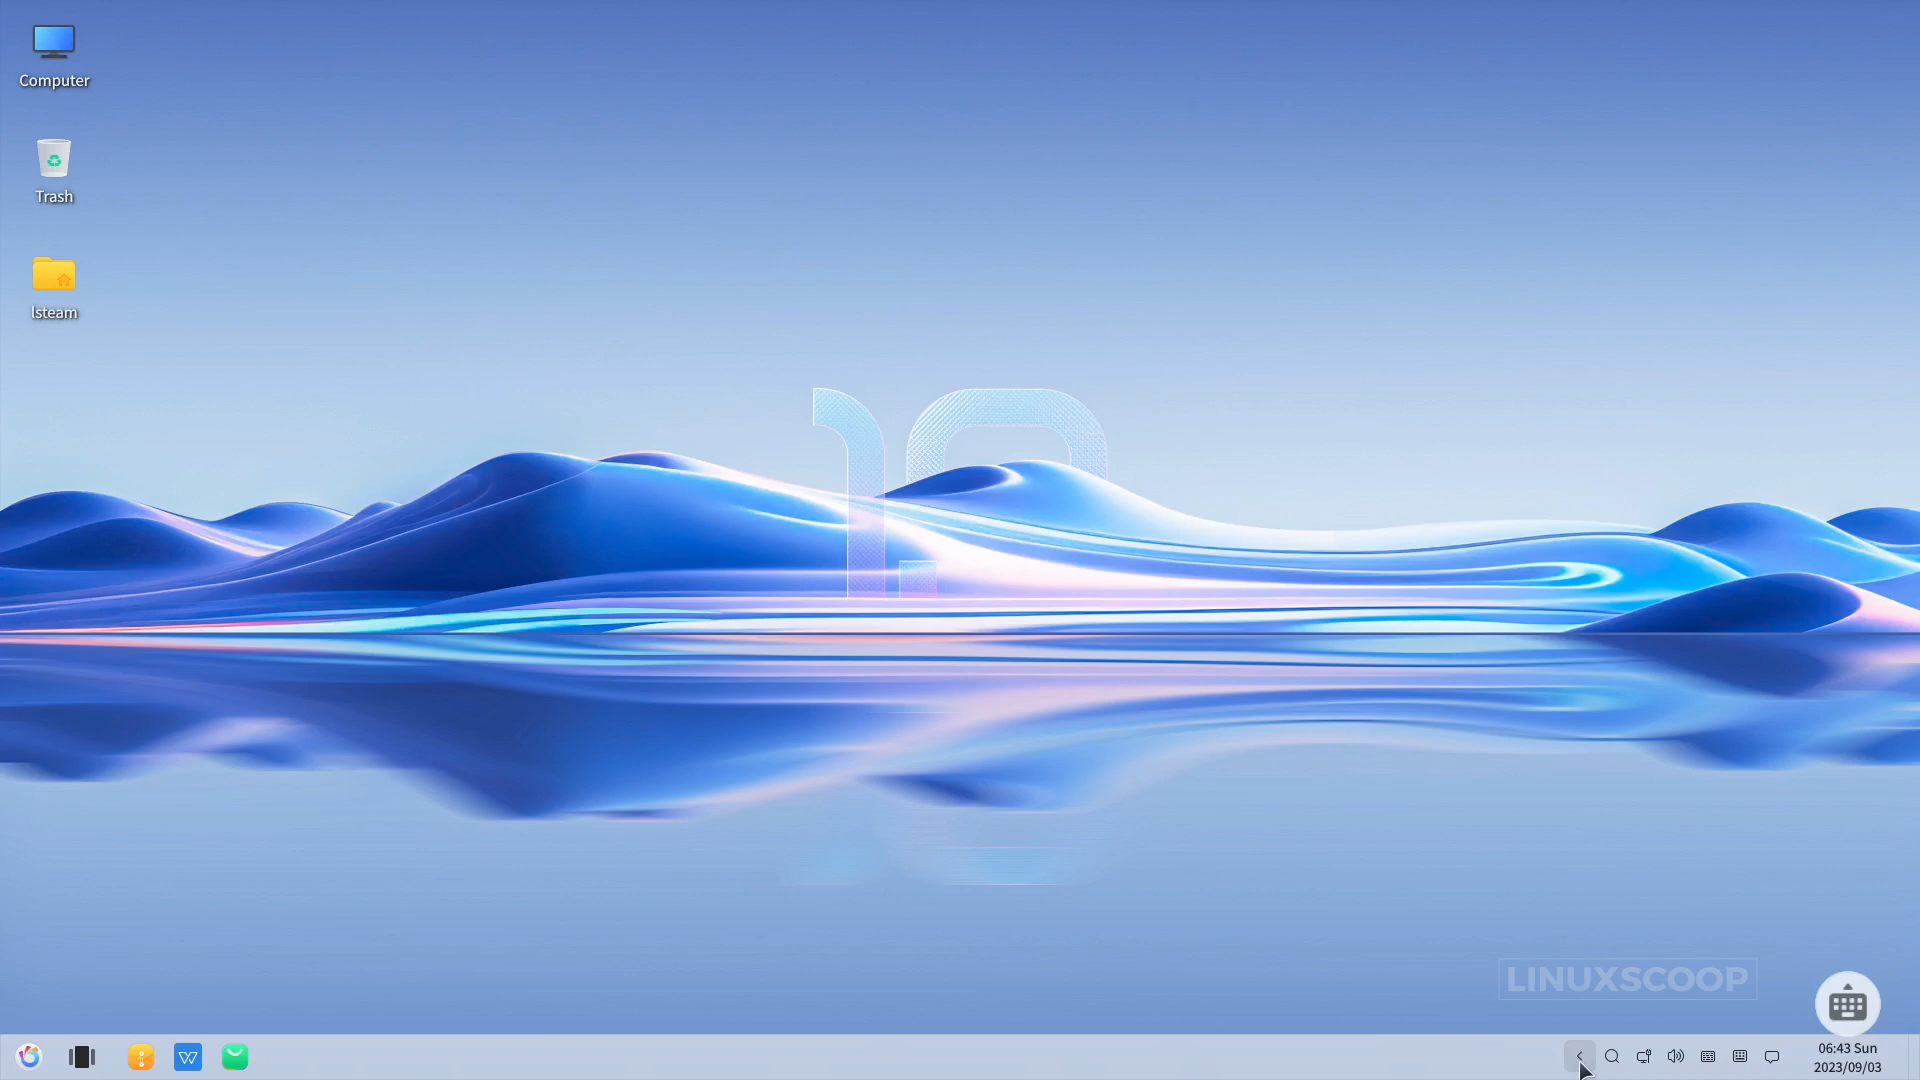 Computer
Trash
lsteam
LINUXSCOOP
06:43 Sun
2023/09/03